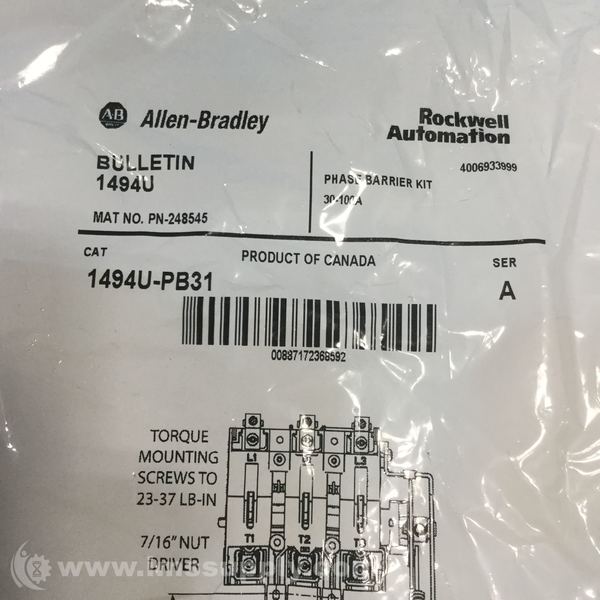 AB Allen-Bradley
Rockwell
Automation
BULLETIN
1494U
MAT NO. PN-248545
4006933999
PHASE BARRIER KIT
30-100A
CAT
PRODUCT OF CANADA
SER
1494U-PB31
A
00887172368592
TORQUE
MOUNTING
SCREWS TO
23-37 LB-IN
7/16" NUT
DRIVER
L1
L3
T1
T2